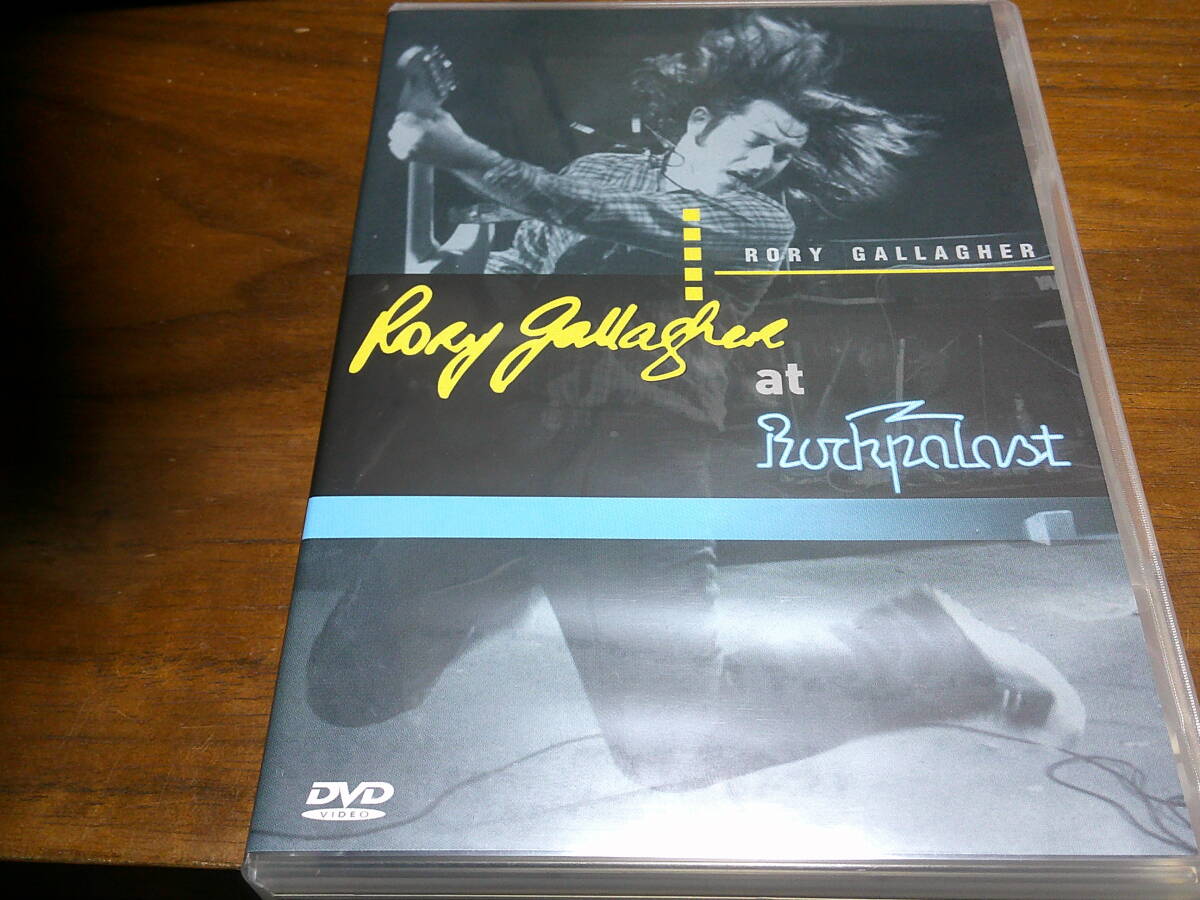 RORY GALLAGHER
Rory Gallagher
at
Rockpalast
DVD
VIDEO